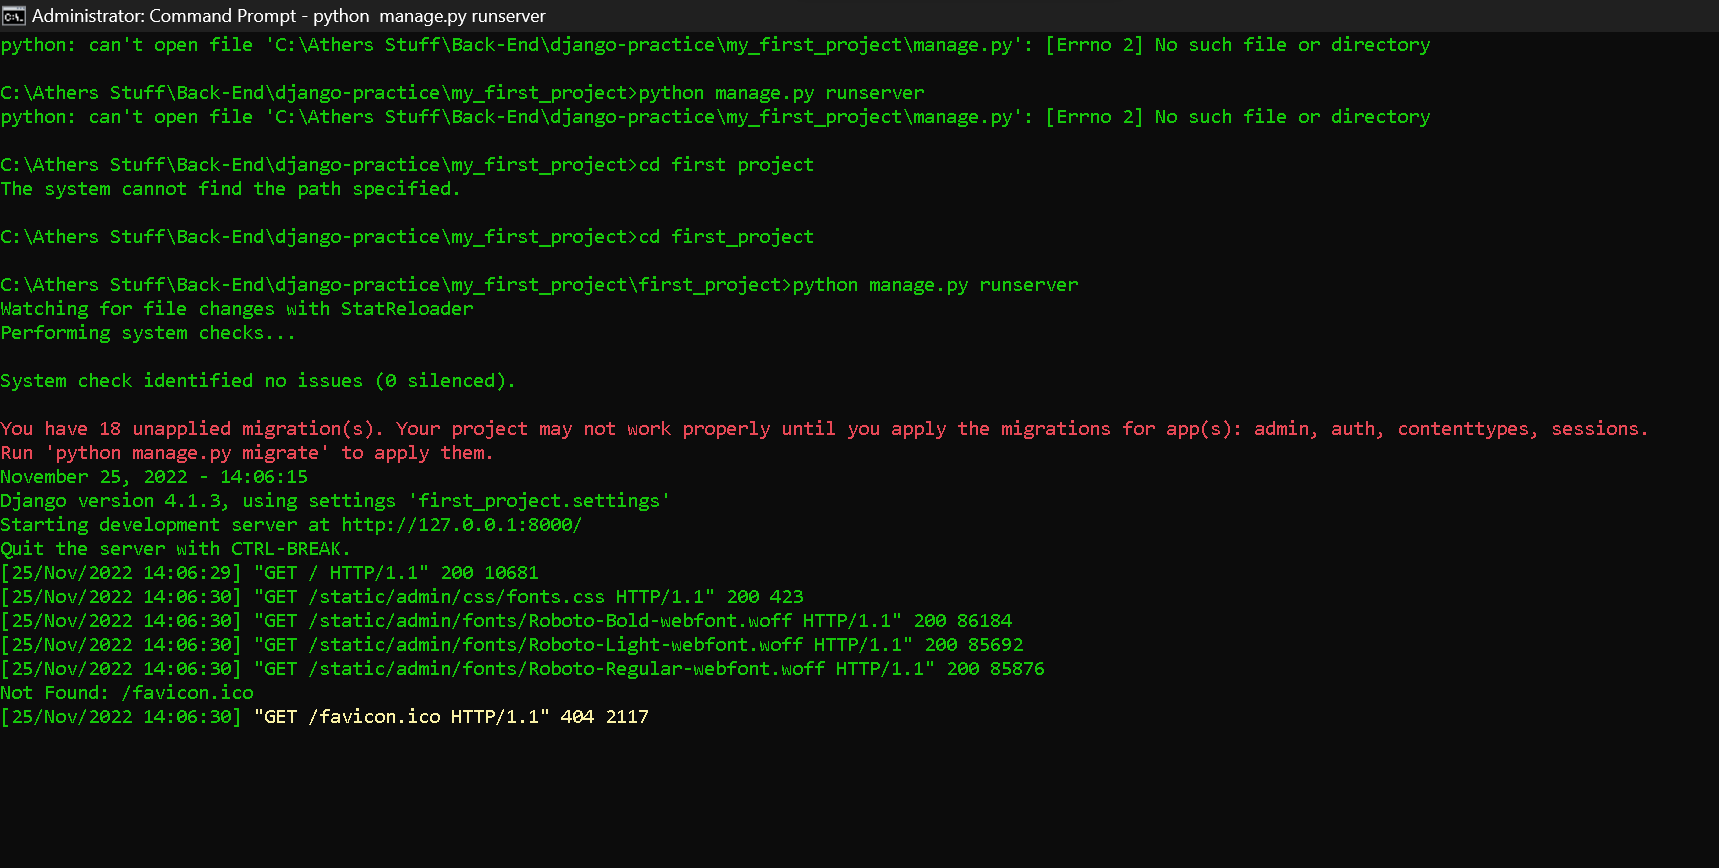 Administrator: Command Prompt - python  manage.py runserver
python: can't open file 'C:\Athers Stuff\Back-End\django-practice\my_first_project\manage.py': [Errno 2] No such file or directory
C:\Athers Stuff\Back-End\django-practice\my_first_project>python manage.py runserver
python: can't open file 'C:\Athers Stuff\Back-End\django-practice\my_first_project\manage.py': [Errno 2] No such file or directory
C:\Athers Stuff\Back-End\django-practice\my_first_project>cd first project
The system cannot find the path specified.
C:\Athers Stuff\Back-End\django-practice\my_first_project>cd first_project
C:\Athers Stuff\Back-End\django-practice\my_first_project\first_project>python manage.py runserver
Watching for file changes with StatReloader
Performing system checks...
System check identified no issues (0 silenced).
You have 18 unapplied migration(s). Your project may not work properly until you apply the migrations for app(s): admin, auth, contenttypes, sessions.
Run 'python manage.py migrate' to apply them.
November 25, 2022 - 14:06:15
Django version 4.1.3, using settings 'first_project.settings'
Starting development server at http://127.0.0.1:8000/
Quit the server with CTRL-BREAK.
[25/Nov/2022 14:06:29] "GET / HTTP/1.1" 200 10681
[25/Nov/2022 14:06:30] "GET /static/admin/css/fonts.css HTTP/1.1" 200 423
[25/Nov/2022 14:06:30] "GET /static/admin/fonts/Roboto-Bold-webfont.woff HTTP/1.1" 200 86184
[25/Nov/2022 14:06:30] "GET /static/admin/fonts/Roboto-Light-webfont.woff HTTP/1.1" 200 85692
[25/Nov/2022 14:06:30] "GET /static/admin/fonts/Roboto-Regular-webfont.woff HTTP/1.1" 200 85876
Not Found: /favicon.ico
[25/Nov/2022 14:06:30] "GET /favicon.ico HTTP/1.1" 404 2117